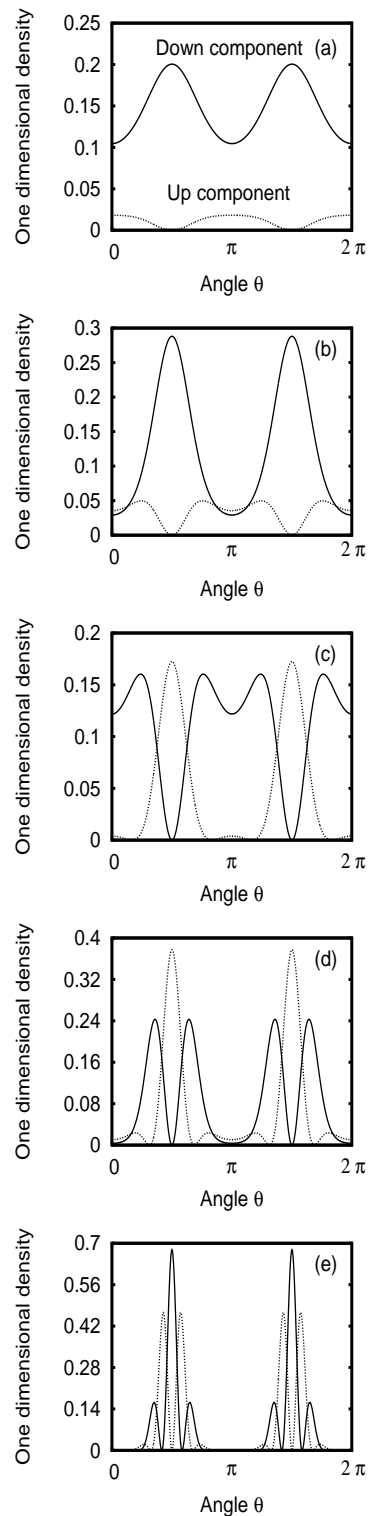 One dimensional density
0.25
0.2
0.15
0.1
0.05
0
Down component
(a)
Up component
0
π
2 π
Angle θ
One dimensional density
0.3
0.25
0.2
0.15
0.1
0.05
0
(b)
0
π
2 π
Angle θ
One dimensional density
0.2
0.15
0.1
0.05
0
(c)
0
π
2 π
Angle θ
One dimensional density
0.4
0.32
0.24
0.16
0.08
0
(d)
0
π
2 π
Angle θ
One dimensional density
0.7
0.56
0.42
0.28
0.14
0
(e)
0
π
2 π
Angle θ